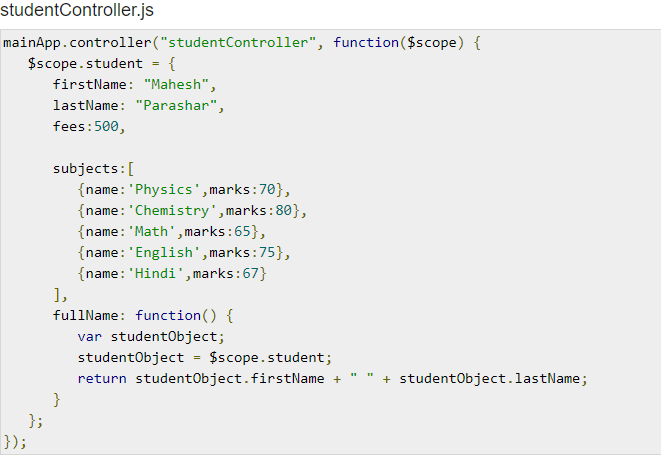 studentController.js
mainApp.controller("studentController", function($scope) {
   $scope.student = {
      firstName: "Mahesh",
      lastName: "Parashar",
      fees:500,

      subjects:[
         {name:'Physics',marks:70},
         {name:'Chemistry',marks:80},
         {name:'Math',marks:65},
         {name:'English',marks:75},
         {name:'Hindi',marks:67}
      ],
      fullName: function() {
         var studentObject;
         studentObject = $scope.student;
         return studentObject.firstName + " " + studentObject.lastName;
      }
   };
});